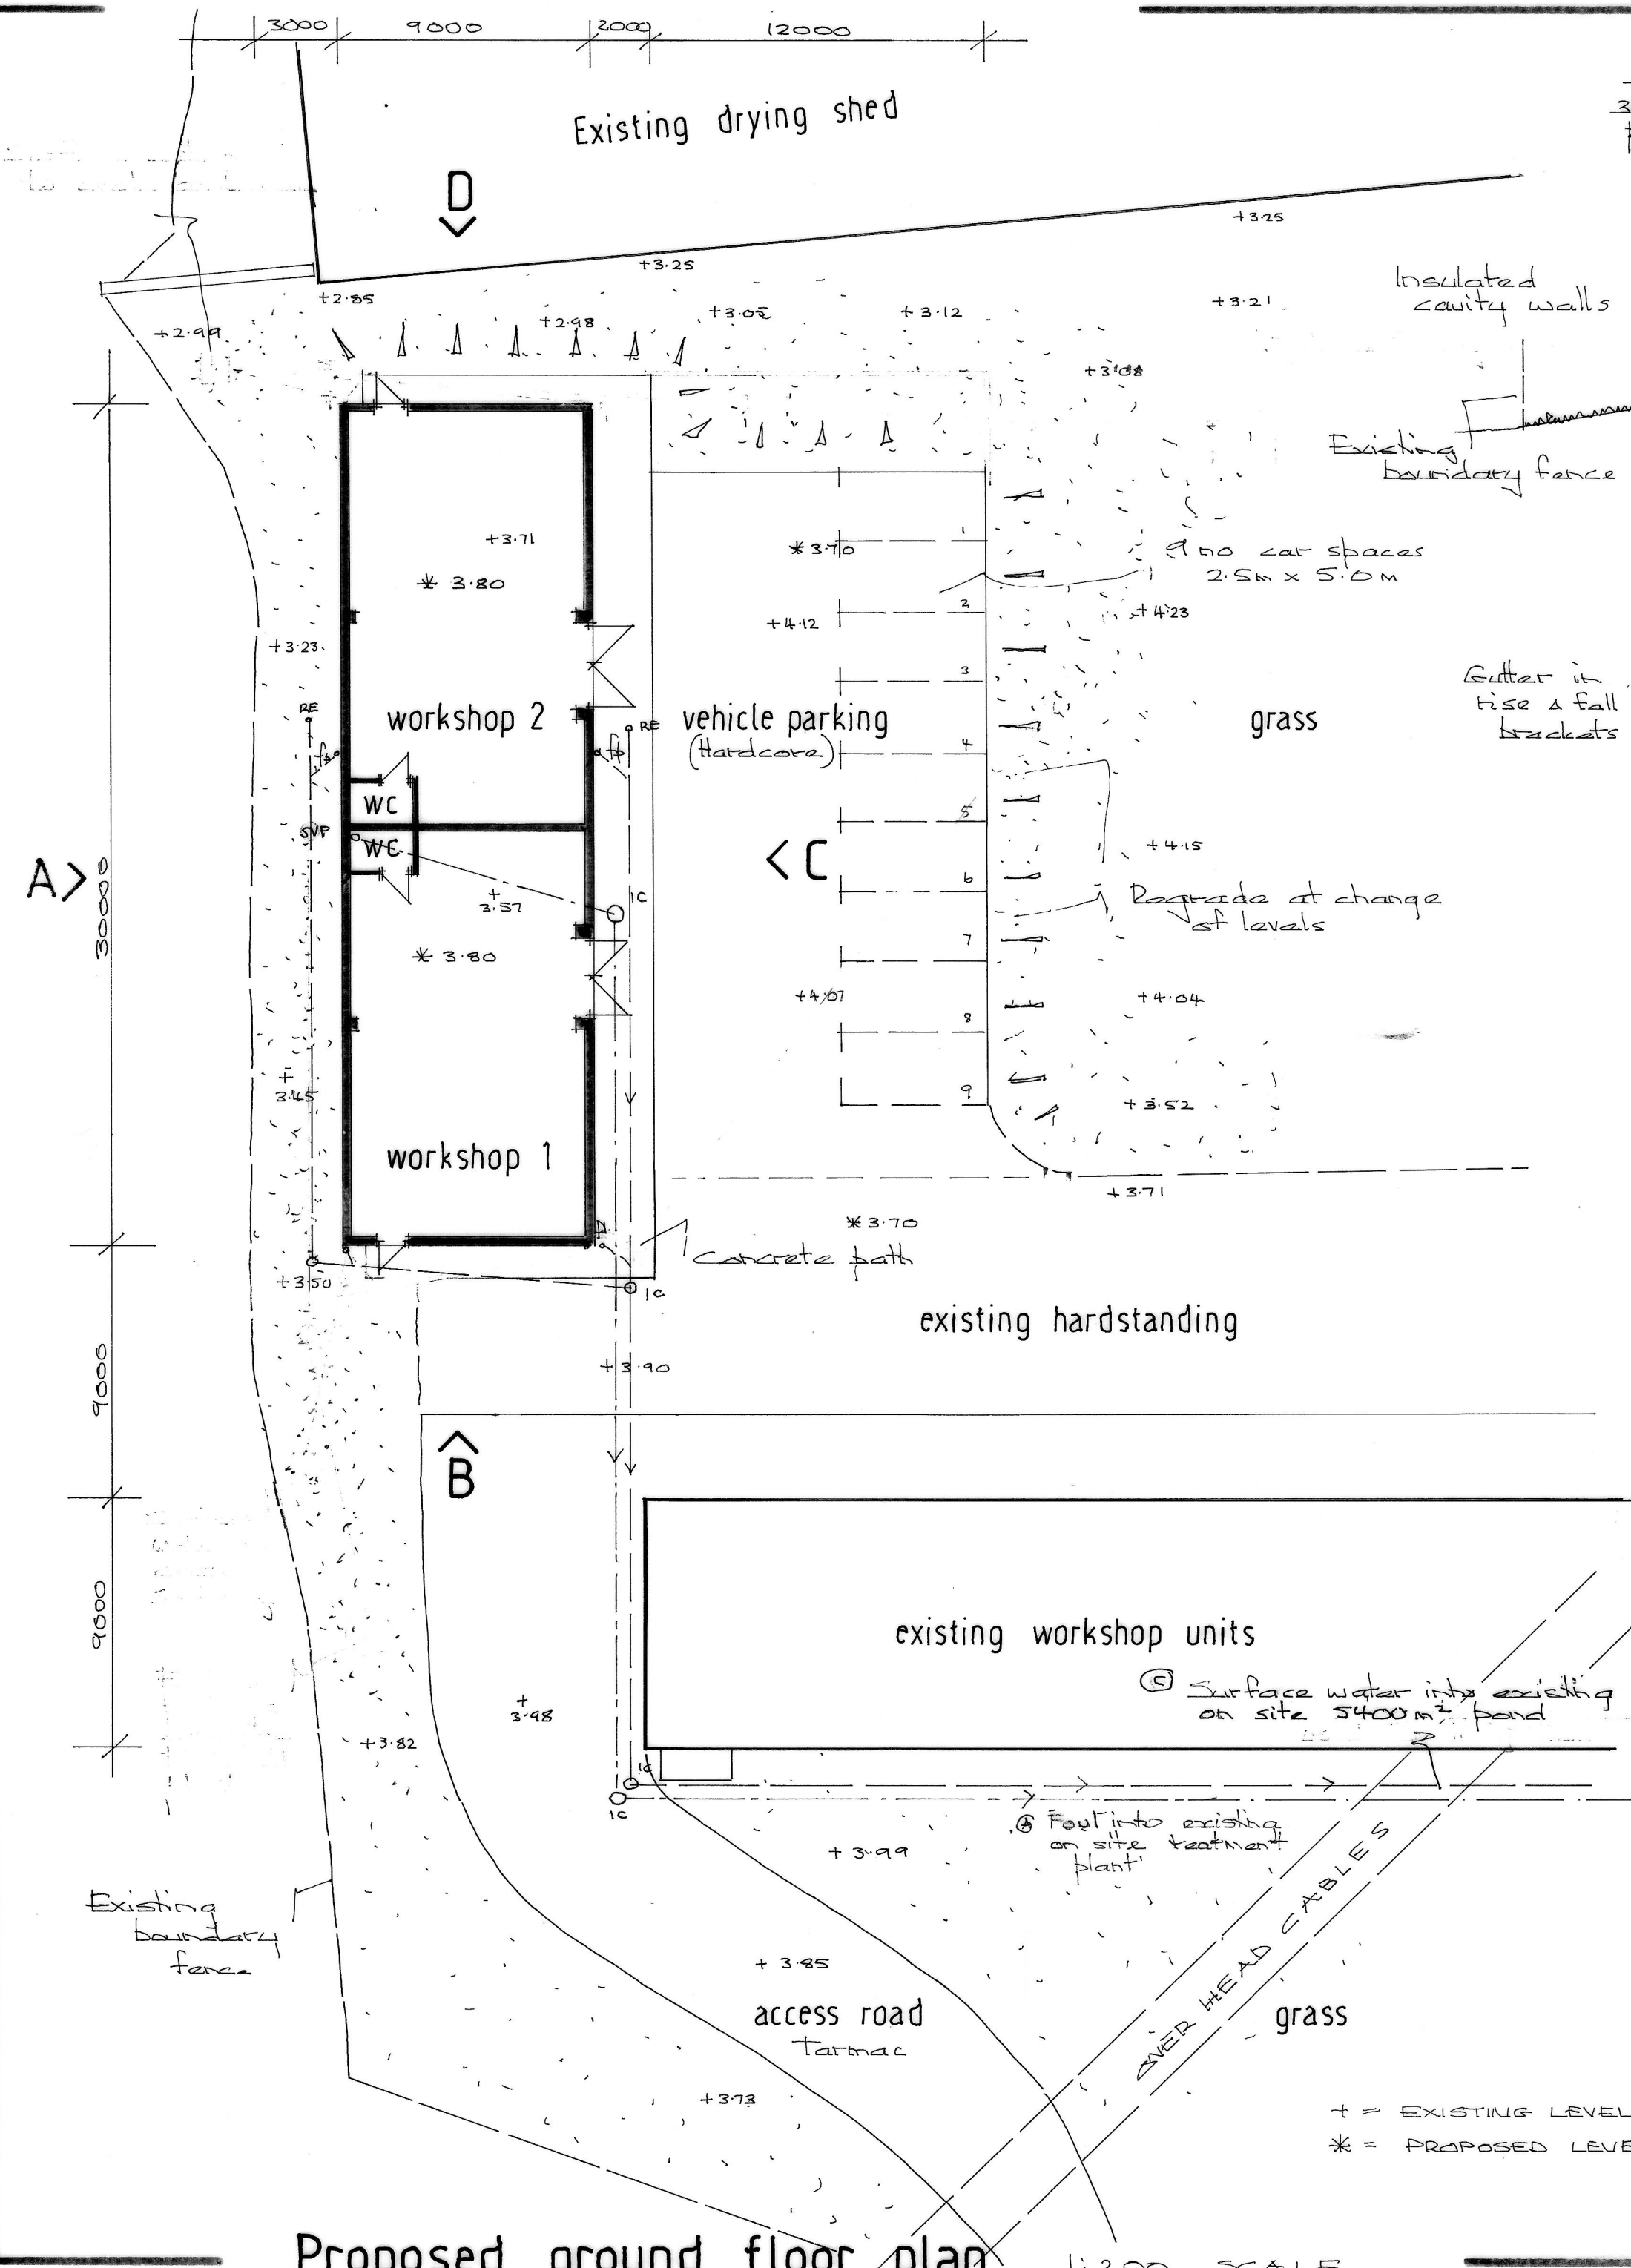 3000 9000 2000 12000
Existing drying shed
D
+3.25
+3.25
+2.85
+2.99
+2.98
+3.12
+3.21
+3.08
Insulated
cavity walls
Existing
boundary fence
+3.71
* 3.80
* 3.70
9 no car spaces
2.5m x 5.0m
1
2
3
4
5
6
7
8
9
+4.12
+4.23
+3.23
RE
RE
workshop 2
vehicle parking
(Hardcore)
grass
Gutter in
rise & fall
brackets
WC
SVP
WC
A
30000
C
+4.15
+
3.57
IC
Regrade at change
of levels
* 3.80
+4.07
+4.04
+
3.45
+3.52
workshop 1
+3.71
* 3.70
Concrete path
+3.50
IC
existing hardstanding
+3.90
9000
B
9000
existing workshop units
Surface water into existing
on site 5400m² pond
+
3.98
+3.82
IC
IC
Foul into existing
on site treatment
plant
+3.99
Existing
boundary
fence
OVER HEAD CABLES
+ 3.85
access road
Tarmac
grass
+3.73
+ = EXISTING LEVEL
* = PROPOSED LEVE
Proposed ground floor plan
1:200 SCALE